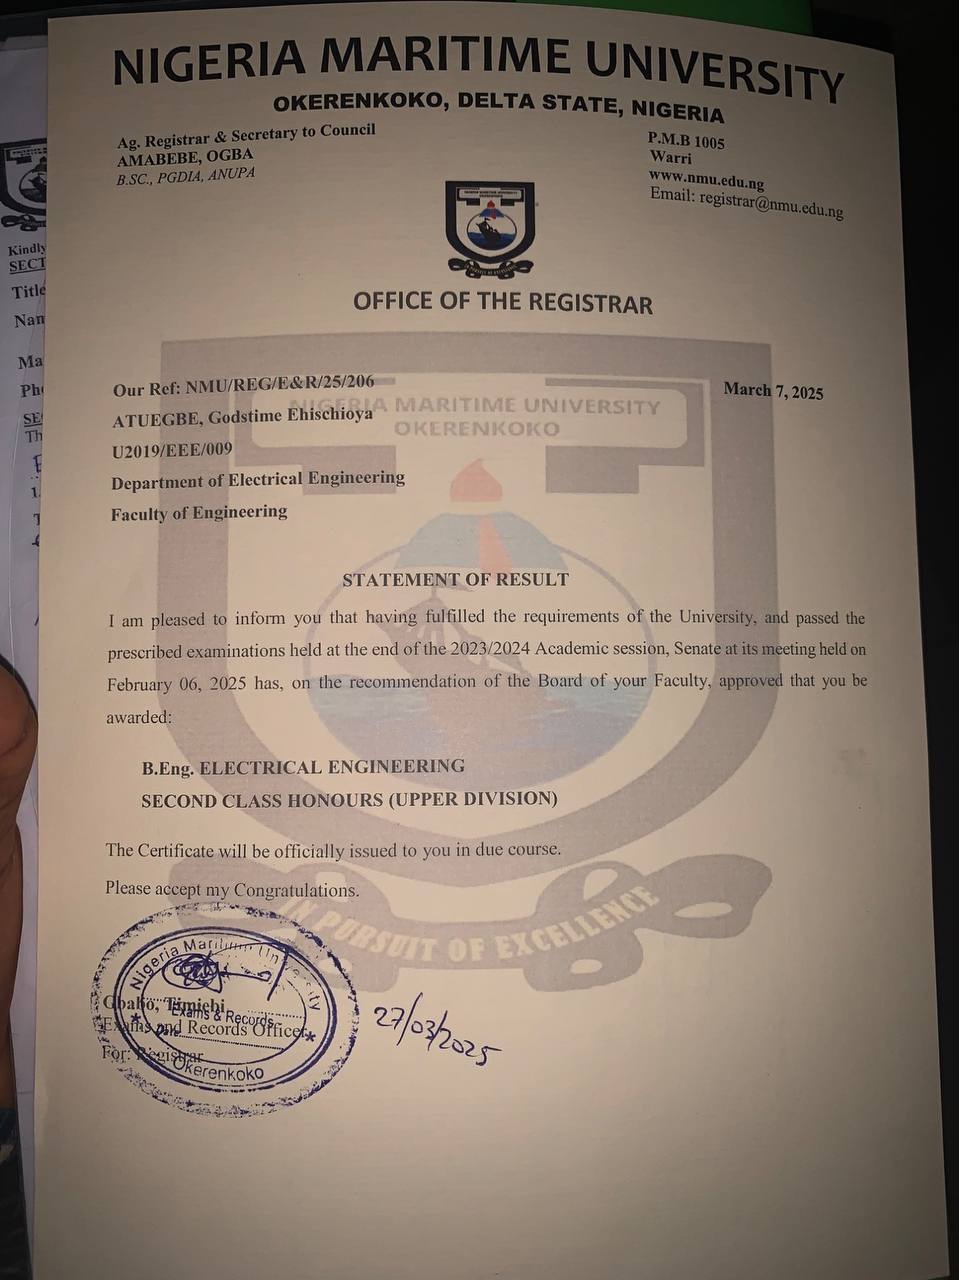 NIGERIA MARITIME UNIVERSITY
OKERENKOKO, DELTA STATE, NIGERIA
Ag. Registrar & Secretary to Council
AMABEBE, OGBA
B.SC., PGDIA, ANUPA
P.M.B 1005
Warri
www.nmu.edu.ng
Email: registrar@nmu.edu.ng
OFFICE OF THE REGISTRAR
Our Ref: NMU/REG/E&R/25/206
March 7, 2025
ATUEGBE, Godstime Ehischioya
U2019/EEE/009
Department of Electrical Engineering
Faculty of Engineering
NIGERIA MARITIME UNIVERSITY
OKERENKOKO
STATEMENT OF RESULT
I am pleased to inform you that having fulfilled the requirements of the University, and passed the
prescribed examinations held at the end of the 2023/2024 Academic session, Senate at its meeting held on
February 06, 2025 has, on the recommendation of the Board of your Faculty, approved that you be
awarded:
B.Eng. ELECTRICAL ENGINEERING
SECOND CLASS HONOURS (UPPER DIVISION)
The Certificate will be officially issued to you in due course.
Please accept my Congratulations.
IN PURSUIT OF EXCELLENCE
Nigeria Maritime University
Exams & Records
Date:
Okerenkoko
Timiebi
Exams and Records Officer
For: Registrar
27/03/2025
Kindly
SECT
Title
Nan
Ma
Ph
SE
Th
1.